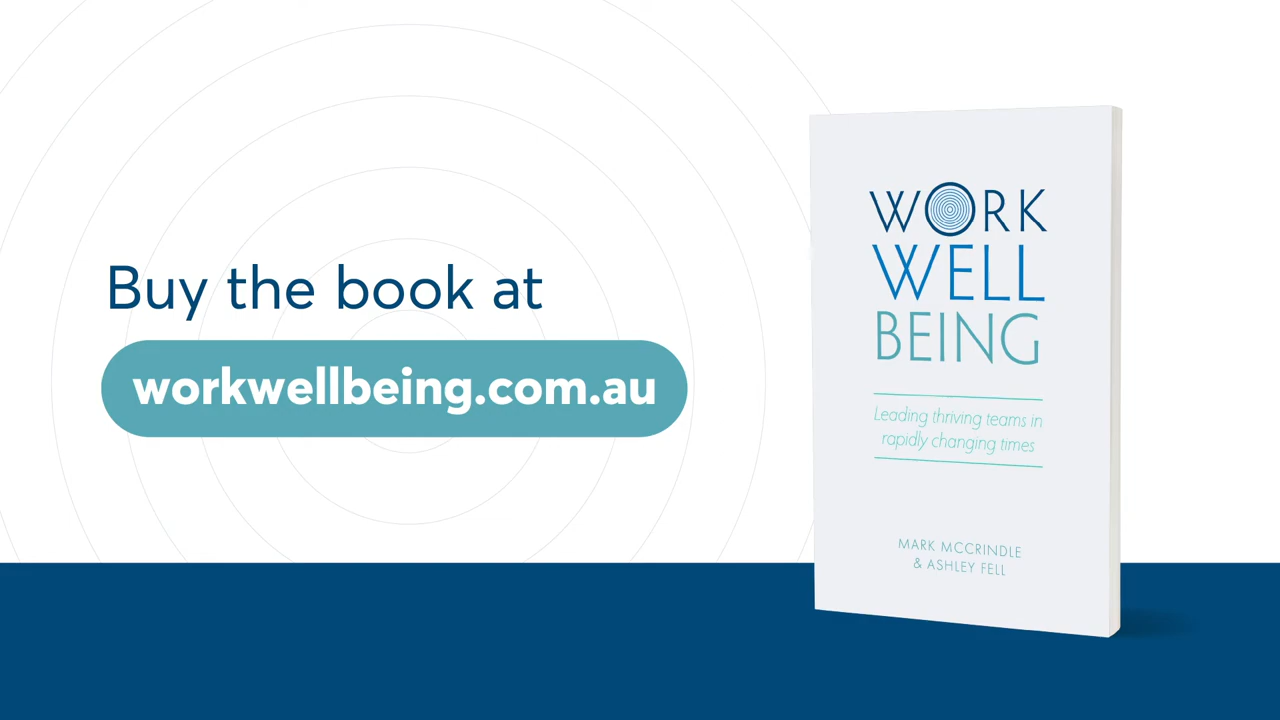 Buy the book at
workwellbeing.com.au
WORK
WELL
BEING
Leading thriving teams in
rapidly changing times
MARK MCCRINDLE
& ASHLEY FELL